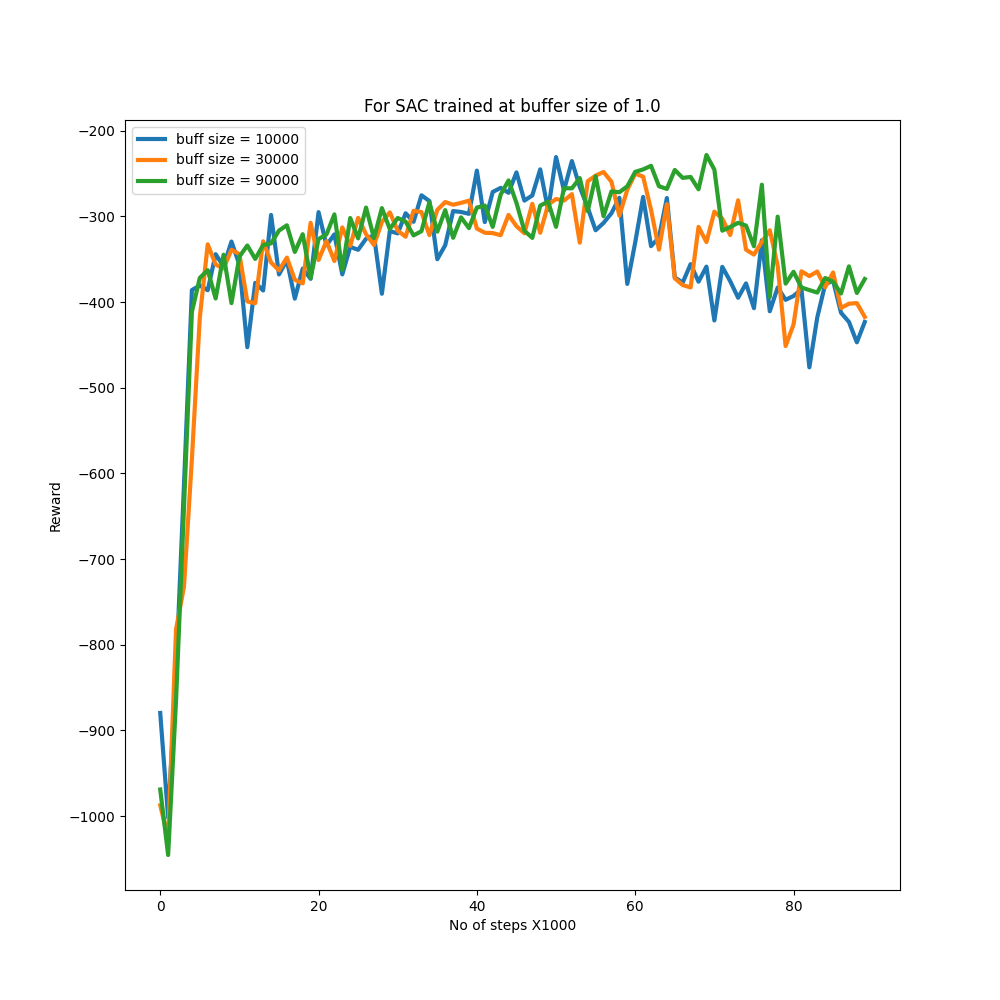 For SAC trained at buffer size of 1.0
buff size = 10000
buff size = 30000
buff size = 90000
−200
−300
−400
−500
−600
−700
−800
−900
−1000
Reward
0
20
40
60
80
No of steps X1000